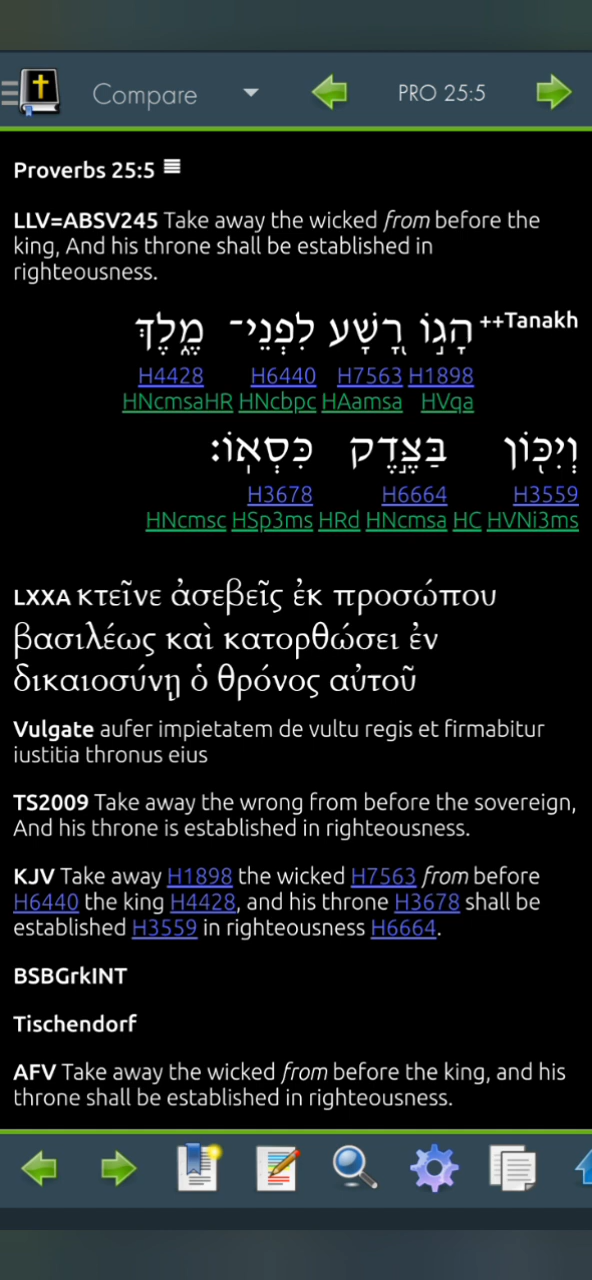 Compare PRO 25:5
Proverbs 25:5
LLV=ABSV245 Take away the wicked from before the
king, And his throne shall be established in
righteousness.
++Tanakh הָג֣וֹ רָ֭שָׁע לִפְנֵי־ מֶ֑לֶךְ
H4428 H6440 H7563 H1898
HNcmsaHR HNcbpc HAamsa HVqa
וְיִכּ֖וֹן בַּצֶּ֣דֶק כִּסְאֽוֹ׃
H3678 H6664 H3559
HNcmsc HSp3ms HRd HNcmsa HC HVNi3ms
LXXA κτεῖνε ἀσεβεῖς ἐκ προσώπου
βασιλέως καὶ κατορθώσει ἐν
δικαιοσύνῃ ὁ θρόνος αὐτοῦ
Vulgate aufer impietatem de vultu regis et firmabitur
iustitia thronus eius
TS2009 Take away the wrong from before the sovereign,
And his throne is established in righteousness.
KJV Take away H1898 the wicked H7563 from before
H6440 the king H4428, and his throne H3678 shall be
established H3559 in righteousness H6664.
BSBGrkINT
Tischendorf
AFV Take away the wicked from before the king, and his
throne shall be established in righteousness.